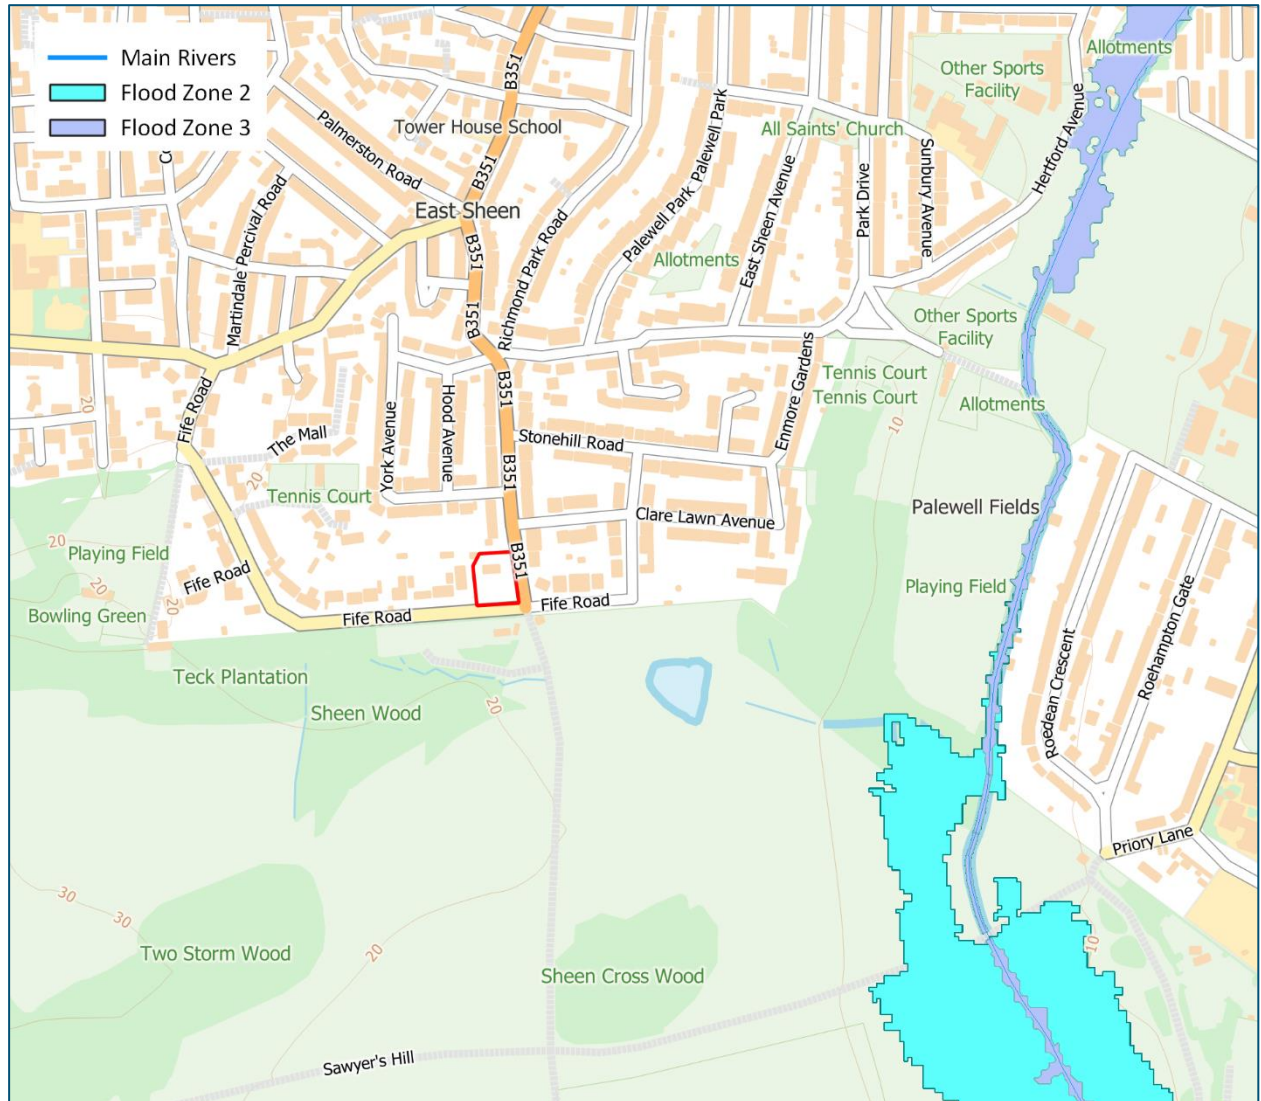 Main Rivers
Flood Zone 2
Flood Zone 3
B351
Allotments
Other Sports
Facility
Hertford Avenue
Palmerston Road
Tower House School
B351
Palewell Park
Palewell Park
All Saints' Church
Park Drive
Sunbury Avenue
East Sheen
Martindale
Percival Road
B351
Richmond Park Road
Allotments
East Sheen Avenue
B351
Other Sports
Facility
Enmore Gardens
Tennis Court
Tennis Court
Allotments
10
20
Fife Road
The Mall
York Avenue
Hood Avenue
B351
Stonehill Road
B351
20
Tennis Court
Clare Lawn Avenue
Palewell Fields
20
Playing Field
20
Fife Road
B351
Playing Field
Bowling Green
20
Fife Road
Fife Road
Roedean Crescent
Roehampton Gate
Teck Plantation
Sheen Wood
20
Priory Lane
30
30
Two Storm Wood
20
Sheen Cross Wood
10
Sawyer's Hill